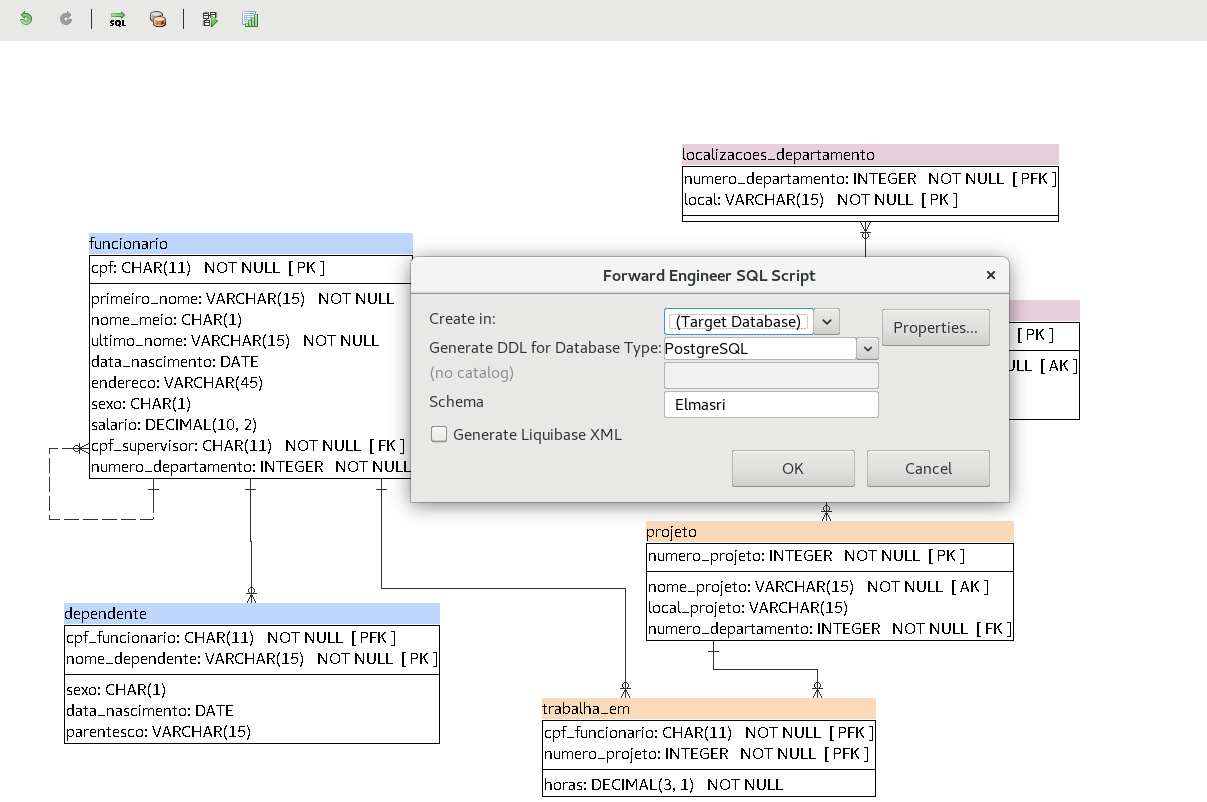 SQL
localizacoes_departamento
numero_departamento: INTEGER NOT NULL [ PFK ]
local: VARCHAR(15) NOT NULL [ PK ]
funcionario
cpf: CHAR(11) NOT NULL [ PK ]
primeiro_nome: VARCHAR(15) NOT NULL
nome_meio: CHAR(1)
ultimo_nome: VARCHAR(15) NOT NULL
data_nascimento: DATE
endereco: VARCHAR(45)
sexo: CHAR(1)
salario: DECIMAL(10, 2)
cpf_supervisor: CHAR(11) NOT NULL [ FK ]
numero_departamento: INTEGER NOT NULL
Forward Engineer SQL Script
Create in:
(Target Database)
Properties...
Generate DDL for Database Type:
PostgreSQL
(no catalog)
Schema
Elmasri
Generate Liquibase XML
OK
Cancel
[ PK ]
[ AK ]
projeto
numero_projeto: INTEGER NOT NULL [ PK ]
nome_projeto: VARCHAR(15) NOT NULL [ AK ]
local_projeto: VARCHAR(15)
numero_departamento: INTEGER NOT NULL [ FK ]
dependente
cpf_funcionario: CHAR(11) NOT NULL [ PFK ]
nome_dependente: VARCHAR(15) NOT NULL [ PK ]
sexo: CHAR(1)
data_nascimento: DATE
parentesco: VARCHAR(15)
trabalha_em
cpf_funcionario: CHAR(11) NOT NULL [ PFK ]
numero_projeto: INTEGER NOT NULL [ PFK ]
horas: DECIMAL(3, 1) NOT NULL